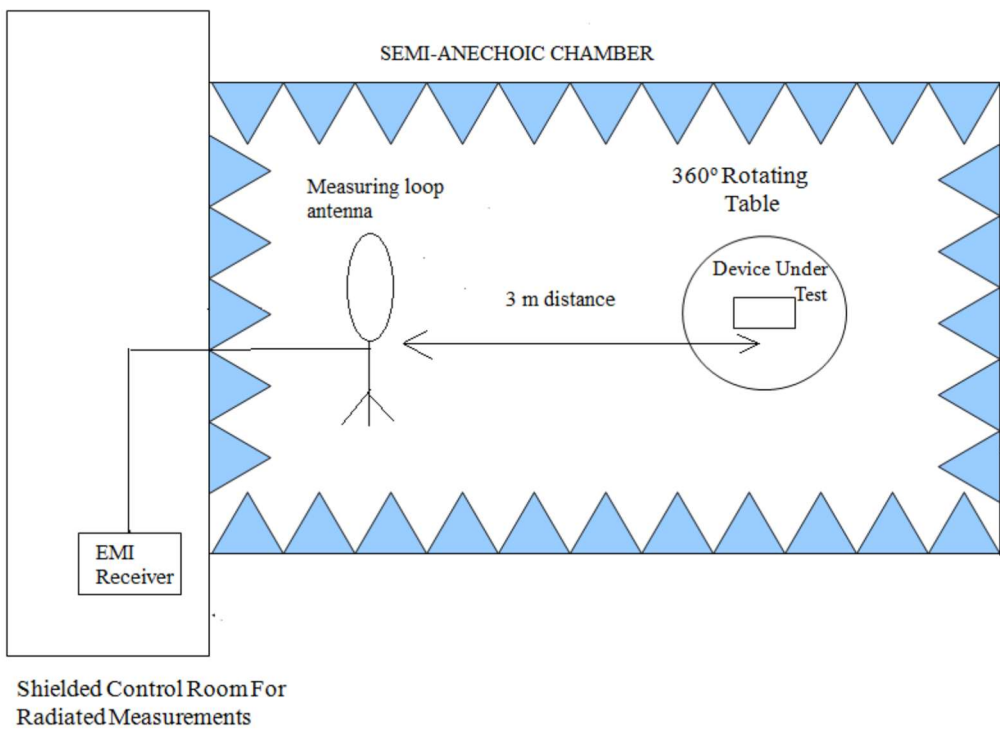 SEMI-ANECHOIC CHAMBER
Measuring loop
antenna
360° Rotating
Table
Device Under
Test
3 m distance
EMI
Receiver
Shielded Control Room For
Radiated Measurements